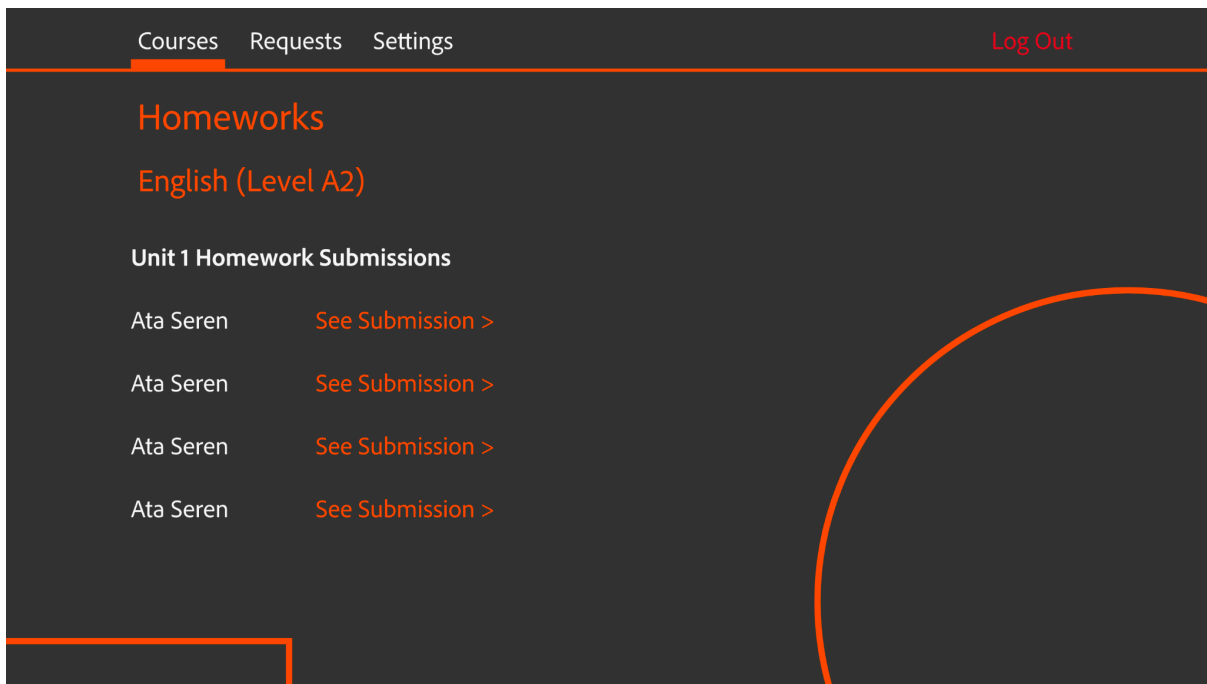 Courses Requests Settings Log Out
Homeworks
English (Level A2)
Unit 1 Homework Submissions
Ata Seren See Submission >
Ata Seren See Submission >
Ata Seren See Submission >
Ata Seren See Submission >